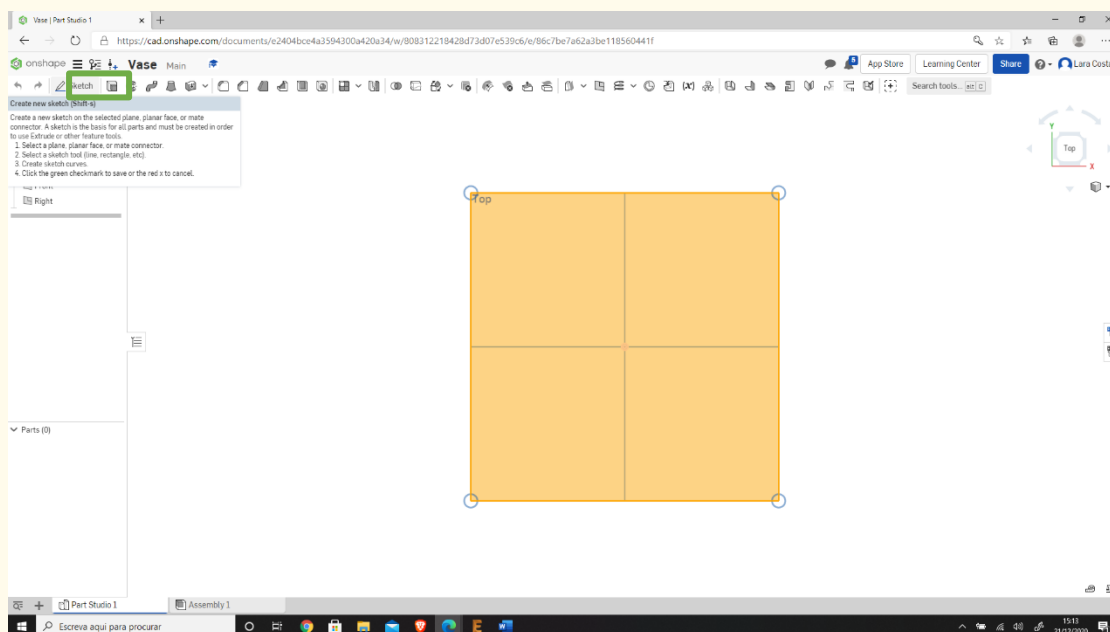 Vase | Part Studio 1
https://cad.onshape.com/documents/e2404bce4a3594300a420a34/w/808312218428d73d07e539c6/e/86c7be7a62a3be118560441f
onshape Vase Main App Store Learning Center Share Lara Costa
Sketch Search tools... alt C
Create new sketch (Shift-s)
Create a new sketch on the selected plane, planar face, or mate
connector. A sketch is the basis for all parts and must be created in order
to use Extrude or other feature tools.
1. Select a plane, planar face, or mate connector.
2. Select a sketch tool (line, rectangle, etc).
3. Create sketch curves.
4. Click the green checkmark to save or the red x to cancel.
Right
Top
Y
Top
X
Parts (0)
Part Studio 1 Assembly 1
Escreva aqui para procurar
15:13
21/12/2020